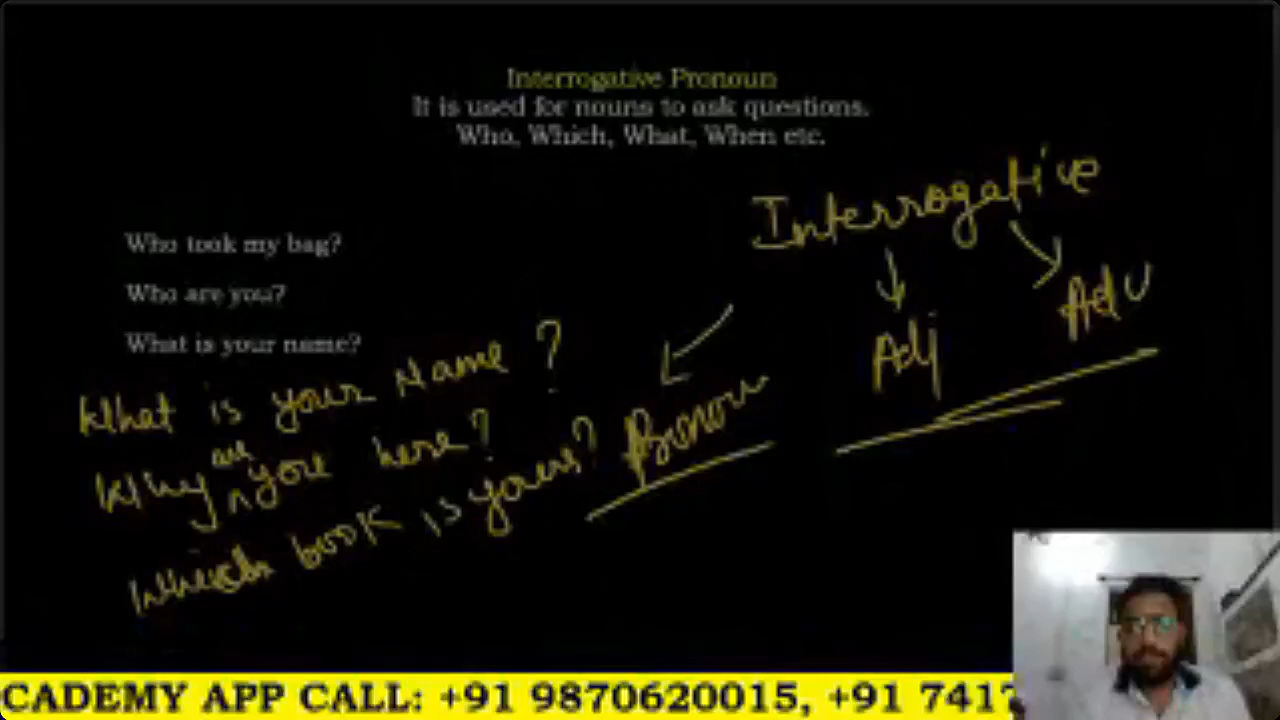 Interrogative Pronoun
It is used for nouns to ask questions.
Who, Which, What, When etc.
Interrogative
Who took my bag?
Who are you?
What is your name?
Adj
Adv
What is your Name ?
Why are you here?
Which book is yours?
CADEMY APP CALL: +91 9870620015, +91 7417